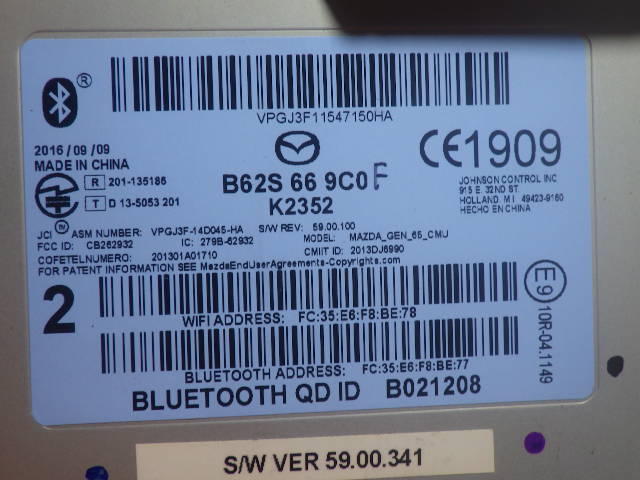 ®
VPGJ3F11547150HA
2016/09/09
MADE IN CHINA
CE1909
R 201-135186
T D 13-5053 201
B62S 66 9C0F
K2352
JOHNSON CONTROL INC
915 E. 32ND ST.
HOLLAND. MI 49423-9160
HECHO EN CHINA
JCI™ ASM NUMBER: VPGJ3F-14D045-HA S/W REV: 59.00.100
FCC ID: CB262932 IC: 279B-62932 MODEL: MAZDA_GEN_65_CMJ
COFETELNUMERO: 201301A01710 CMIIT ID: 2013DJ6990
FOR PATENT INFORMATION SEE MazdaEndUserAgreements-Copyrights.com
2
WIFI ADDRESS: FC:35:E6:F8:BE:78
E9
10R-04.1149
BLUETOOTH ADDRESS: FC:35:E6:F8:BE:77
BLUETOOTH QD ID B021208
S/W VER 59.00.341